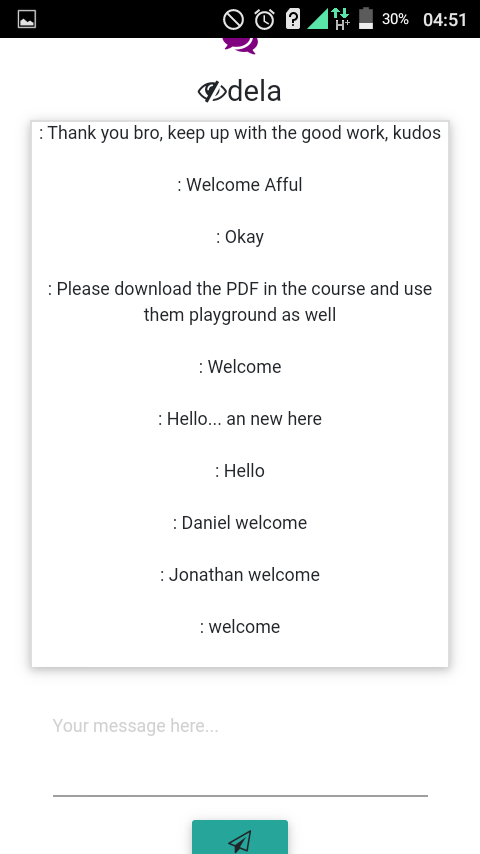 30% 04:51
H+
dela
: Thank you bro, keep up with the good work, kudos
: Welcome Afful
: Okay
: Please download the PDF in the course and use
them playground as well
: Welcome
: Hello... an new here
: Hello
: Daniel welcome
: Jonathan welcome
: welcome
Your message here...